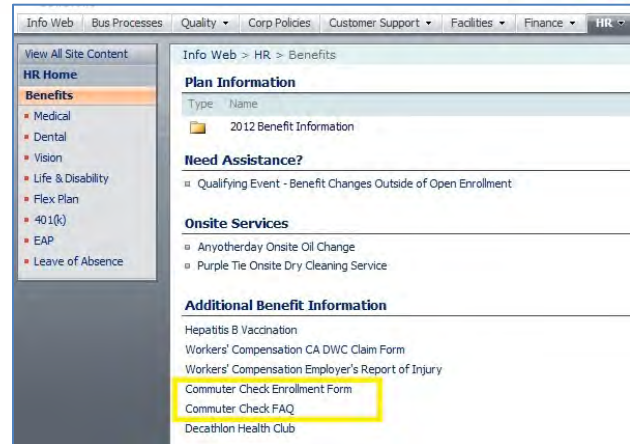 Info Web Bus Processes Quality Corp Policies Customer Support Facilities Finance HR
View All Site Content
HR Home
Benefits
Medical
Dental
Vision
Life & Disability
Flex Plan
401(k)
EAP
Leave of Absence
Info Web > HR > Benefits
Plan Information
Type Name
2012 Benefit Information
Need Assistance?
Qualifying Event - Benefit Changes Outside of Open Enrollment
Onsite Services
Anyotherday Onsite Oil Change
Purple Tie Onsite Dry Cleaning Service
Additional Benefit Information
Hepatitis B Vaccination
Workers' Compensation CA DWC Claim Form
Workers' Compensation Employer's Report of Injury
Commuter Check Enrollment Form
Commuter Check FAQ
Decathlon Health Club